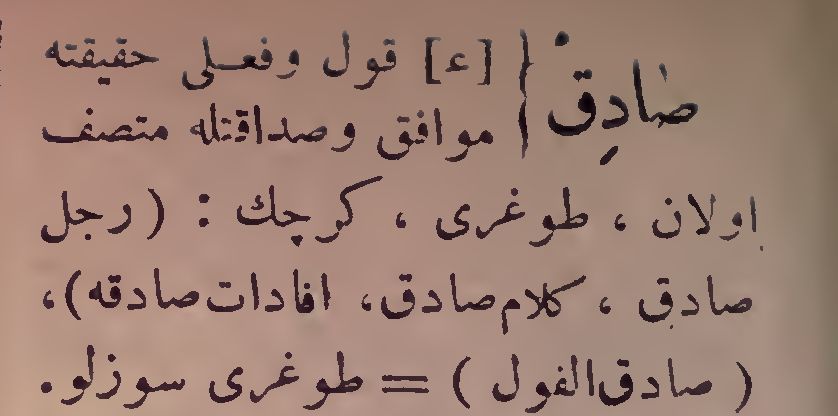 صادِق { [ع] قول وفعلی حقیقته
موافق وصداقتله متصف
اولان ، طوغری ، کرچك : ( رجل
صادق ، کلام صادق، افادات صادقه)،
( صادق الفول ) = طوغری سوزلو.